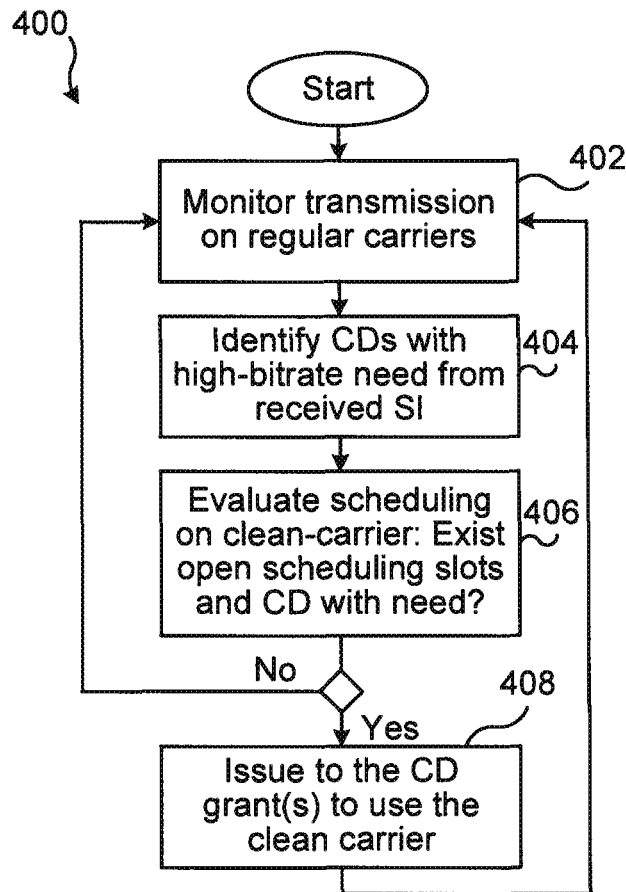 400
Start
402
Monitor transmission
on regular carriers
Identify CDs with
high-bitrate need from
received SI
404
Evaluate scheduling
on clean-carrier: Exist
open scheduling slots
and CD with need?
406
No
Yes
408
Issue to the CD
grant(s) to use the
clean carrier